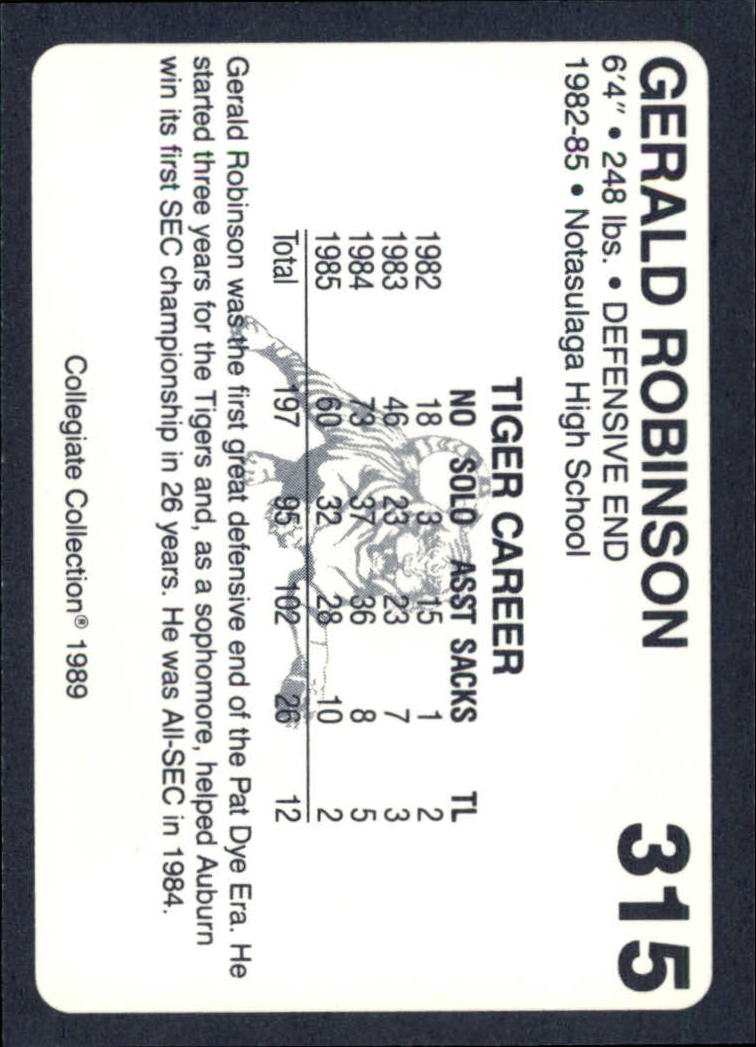 GERALD ROBINSON 315
6'4" • 248 lbs. • DEFENSIVE END
1982-85 • Notasulaga High School
TIGER CAREER
NO SOLO ASST SACKS TL
1982 18 3 15 1 2
1983 46 23 23 7 3
1984 73 37 36 8 5
1985 60 32 28 10 2
Total 197 95 102 26 12
Gerald Robinson was the first great defensive end of the Pat Dye Era. He
started three years for the Tigers and, as a sophomore, helped Auburn
win its first SEC championship in 26 years. He was All-SEC in 1984.
Collegiate Collection® 1989